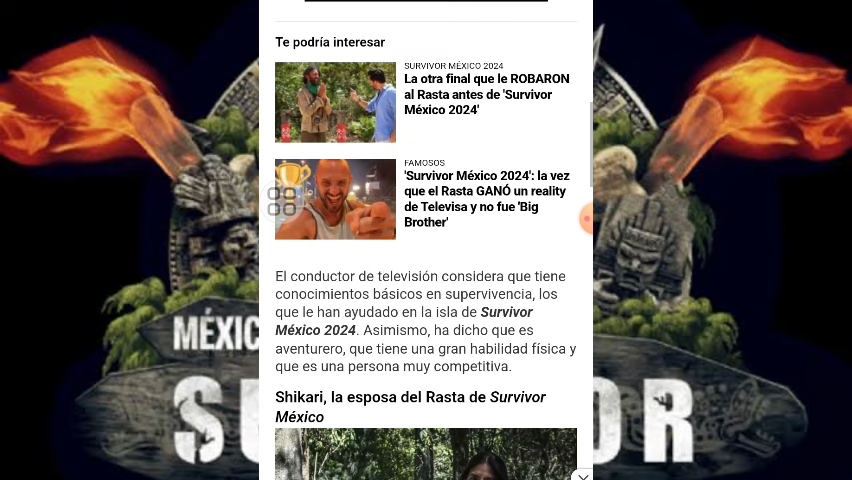 Te podría interesar
SURVIVOR MÉXICO 2024
La otra final que le ROBARON
al Rasta antes de 'Survivor
México 2024'
FAMOSOS
'Survivor México 2024': la vez
que el Rasta GANÓ un reality
de Televisa y no fue 'Big
Brother'
El conductor de televisión considera que tiene
conocimientos básicos en supervivencia, los
que le han ayudado en la isla de Survivor
México 2024. Asimismo, ha dicho que es
aventurero, que tiene una gran habilidad física y
que es una persona muy competitiva.
Shikari, la esposa del Rasta de Survivor
México
MÉXIC
SU
OR